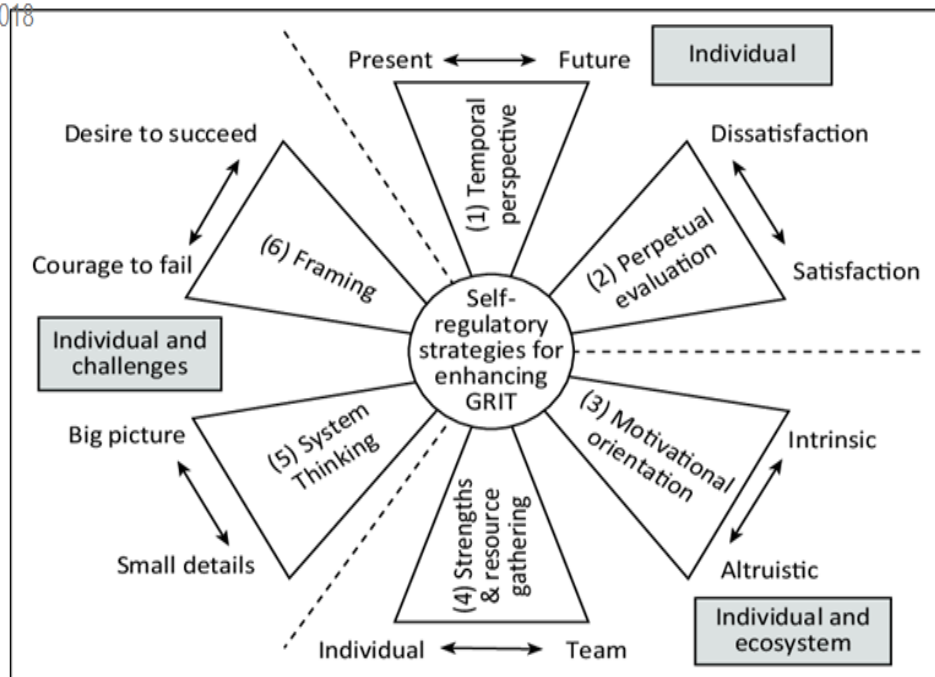 018
Present
Future
Individual
(1) Temporal
perspective
Desire to succeed
Courage to fail
(6) Framing
Dissatisfaction
Satisfaction
(2) Perpetual
evaluation
Self-
regulatory
strategies for
enhancing
GRIT
Individual and
challenges
Big picture
Small details
(5) System
Thinking
(3) Motivational
orientation
Intrinsic
Altruistic
(4) Strengths
& resource
gathering
Individual
Team
Individual and
ecosystem